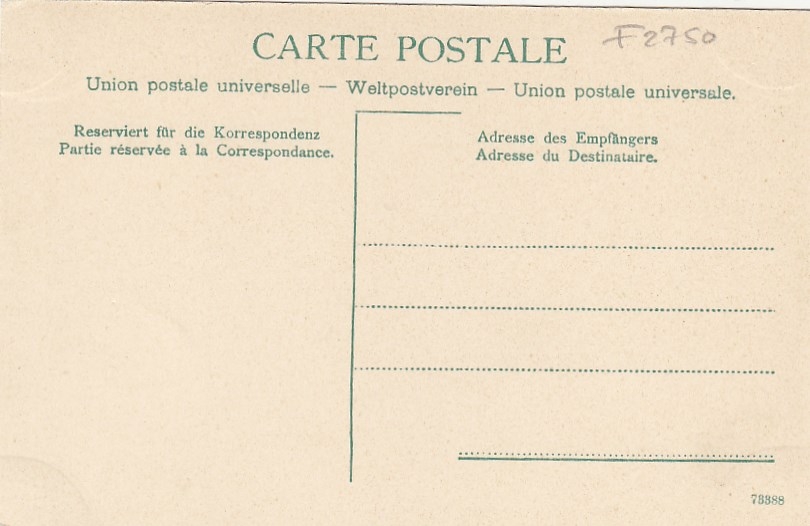 CARTE POSTALE
F2750
Union postale universelle — Weltpostverein — Union postale universale.
Reserviert für die Korrespondenz
Partie réservée à la Correspondance.
Adresse des Empfängers
Adresse du Destinataire.
73388